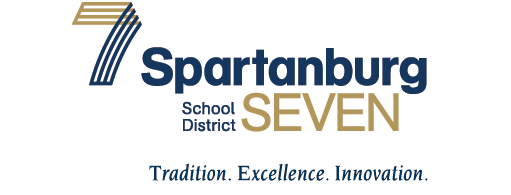 7 Spartanburg
School District SEVEN
Tradition. Excellence. Innovation.